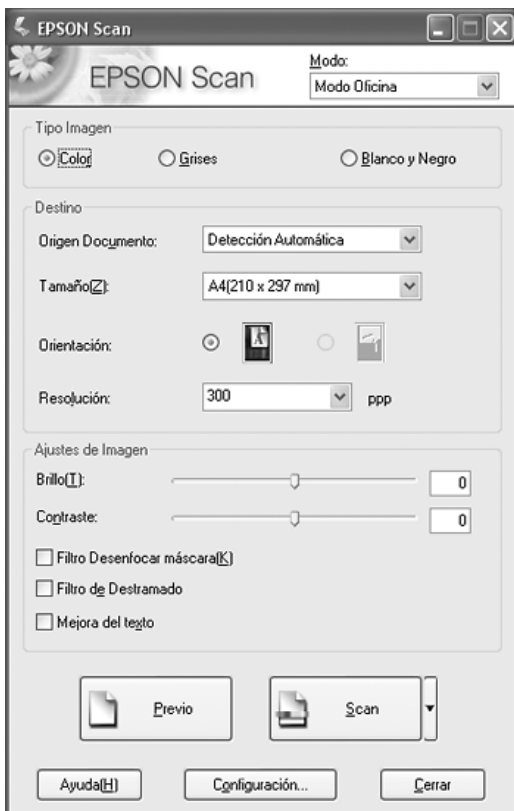 EPSON Scan
EPSON Scan
Modo:
Modo Oficina
Tipo Imagen
Color Grises Blanco y Negro
Destino
Origen Documento: Detección Automática
Tamaño(Z): A4(210 x 297 mm)
Orientación:
Resolución: 300 ppp
Ajustes de Imagen
Brillo(T): 0
Contraste: 0
Filtro Desenfocar máscara(K)
Filtro de Destramado
Mejora del texto
Previo Scan
Ayuda(H) Configuración... Cerrar